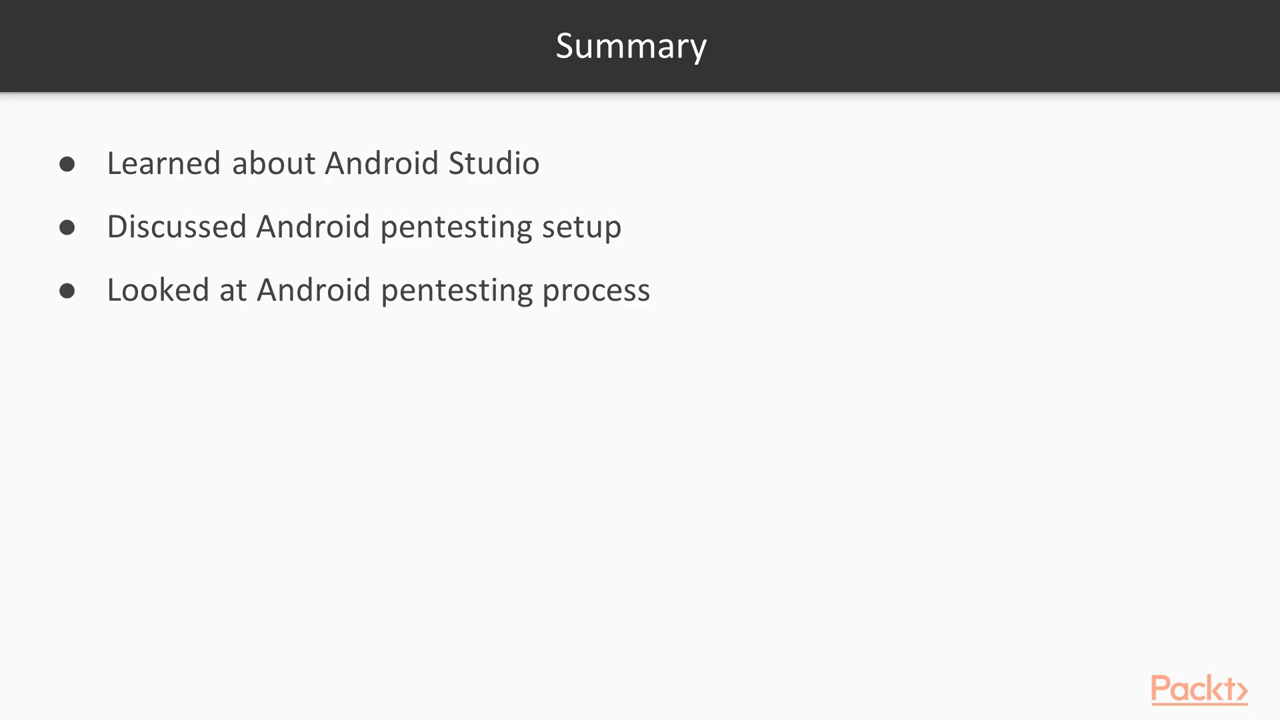 Summary
● Learned about Android Studio
● Discussed Android pentesting setup
● Looked at Android pentesting process
Packt>